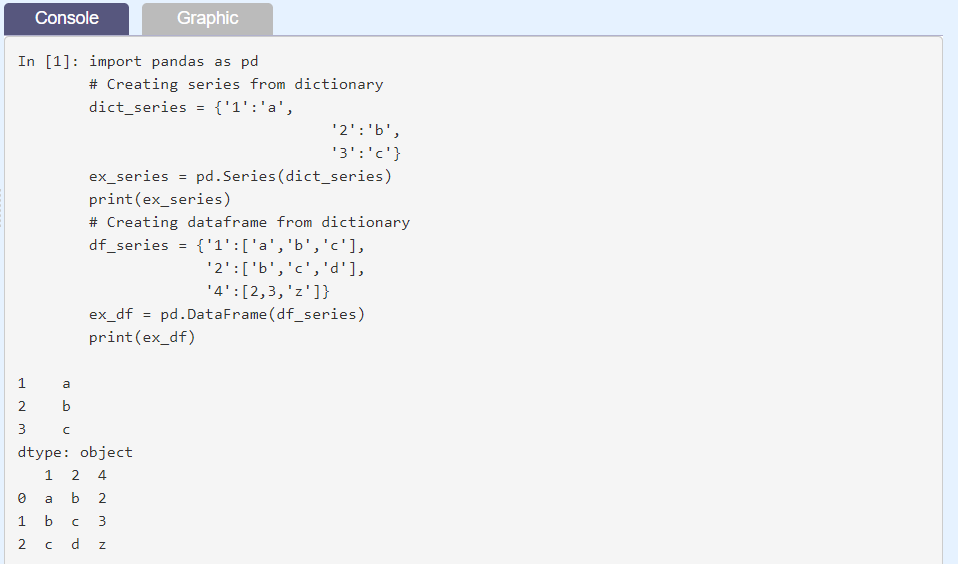 Console
Graphic
In [1]: import pandas as pd
        # Creating series from dictionary
        dict_series = {'1':'a',
                                   '2':'b',
                                   '3':'c'}
        ex_series = pd.Series(dict_series)
        print(ex_series)
        # Creating dataframe from dictionary
        df_series = {'1':['a','b','c'],
                     '2':['b','c','d'],
                     '4':[2,3,'z']}
        ex_df = pd.DataFrame(df_series)
        print(ex_df)

1    a
2    b
3    c
dtype: object
   1  2  4
0  a  b  2
1  b  c  3
2  c  d  z